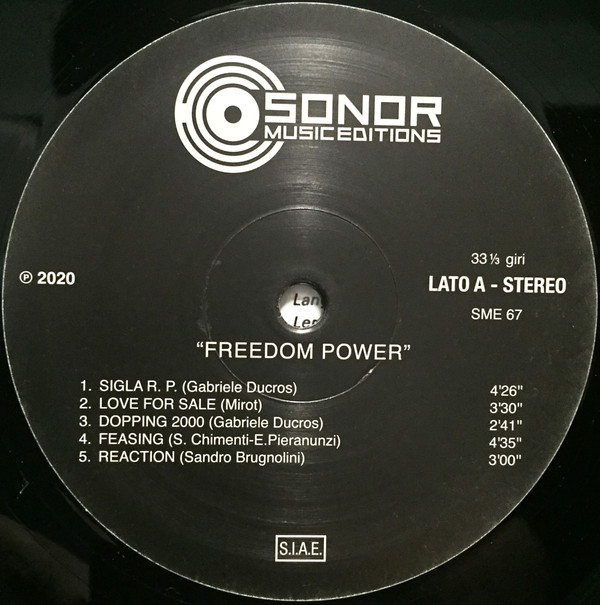 SONOR
MUSIC EDITIONS
33⅓ giri
℗ 2020
LATO A - STEREO
SME 67
Lan
Ler
“FREEDOM POWER”
1. SIGLA R. P. (Gabriele Ducros) 4'26"
2. LOVE FOR SALE (Mirot) 3'30"
3. DOPPING 2000 (Gabriele Ducros) 2'41"
4. FEASING (S. Chimenti-E.Pieranunzi) 4'35"
5. REACTION (Sandro Brugnolini) 3'00"
S.I.A.E.